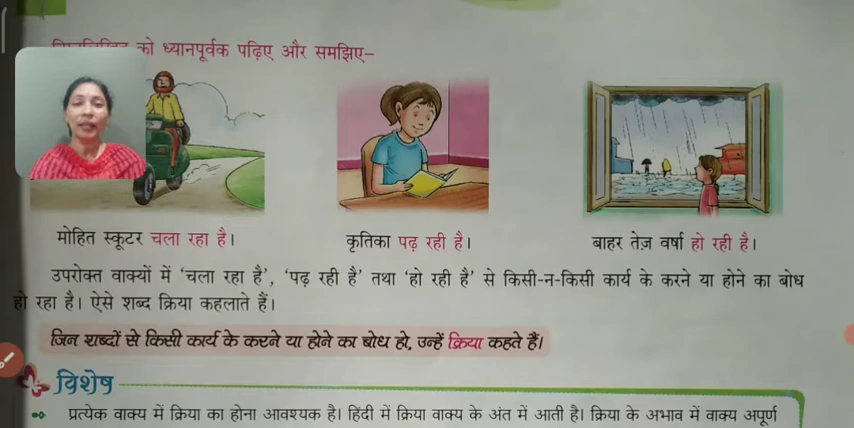 को ध्यानपूर्वक पढ़िए और समझिए–
मोहित स्कूटर चला रहा है।
कृतिका पढ़ रही है।
बाहर तेज़ वर्षा हो रही है।
उपरोक्त वाक्यों में 'चला रहा है', 'पढ़ रही है' तथा 'हो रही है' से किसी-न-किसी कार्य के करने या होने का बोध
हो रहा है। ऐसे शब्द क्रिया कहलाते हैं।
जिन शब्दों से किसी कार्य के करने या होने का बोध हो, उन्हें क्रिया कहते हैं।
विशेष
प्रत्येक वाक्य में क्रिया का होना आवश्यक है। हिंदी में क्रिया वाक्य के अंत में आती है। क्रिया के अभाव में वाक्य अपूर्ण